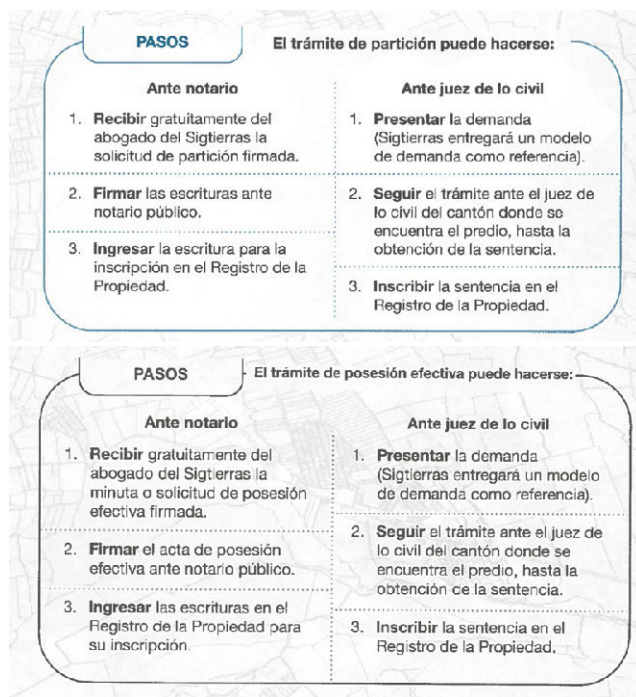 PASOS
El trámite de partición puede hacerse:
Ante notario
1. Recibir gratuitamente del
abogado del Sigtierras la
solicitud de partición firmada.
2. Firmar las escrituras ante
notario público.
3. Ingresar la escritura para la
inscripción en el Registro de la
Propiedad.
Ante juez de lo civil
1. Presentar la demanda
(Sigtierras entregará un modelo
de demanda como referencia).
2. Seguir el trámite ante el juez de
lo civil del cantón donde se
encuentra el predio, hasta la
obtención de la sentencia.
3. Inscribir la sentencia en el
Registro de la Propiedad.
PASOS
El trámite de posesión efectiva puede hacerse:
Ante notario
1. Recibir gratuitamente del
abogado del Sigtierras la
minuta o solicitud de posesión
efectiva firmada.
2. Firmar el acta de posesión
efectiva ante notario público.
3. Ingresar las escrituras en el
Registro de la Propiedad para
su inscripción.
Ante juez de lo civil
1. Presentar la demanda
(Sigtierras entregará un modelo
de demanda como referencia).
2. Seguir el trámite ante el juez de
lo civil del cantón donde se
encuentra el predio, hasta la
obtención de la sentencia.
3. Inscribir la sentencia en el
Registro de la Propiedad.